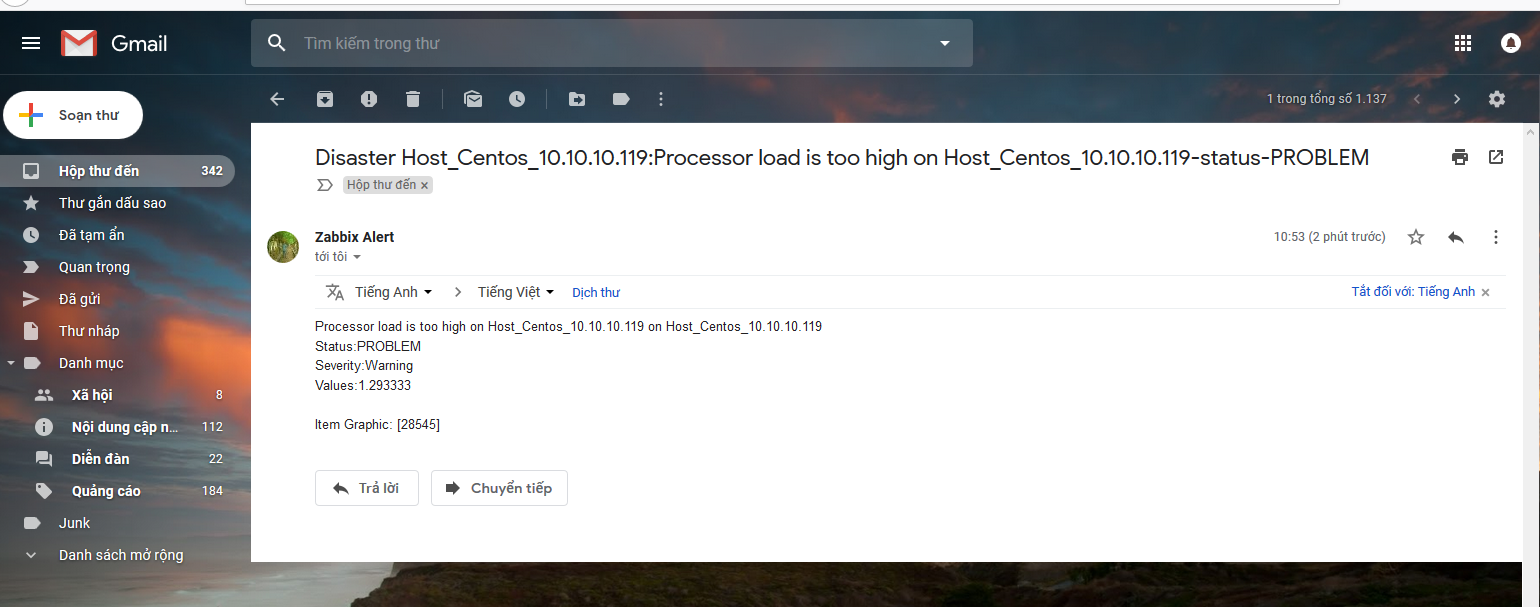 Gmail
Tìm kiếm trong thư
Soạn thư
1 trong tổng số 1.137
Hộp thư đến 342
Thư gắn dấu sao
Đã tạm ẩn
Quan trọng
Đã gửi
Thư nháp
Danh mục
Xã hội 8
Nội dung cập n... 112
Diễn đàn 22
Quảng cáo 184
Junk
Danh sách mở rộng
Disaster Host_Centos_10.10.10.119:Processor load is too high on Host_Centos_10.10.10.119-status-PROBLEM
Hộp thư đến ×
Zabbix Alert
10:53 (2 phút trước)
tới tôi
Tiếng Anh > Tiếng Việt Dịch thư Tắt đối với: Tiếng Anh ×
Processor load is too high on Host_Centos_10.10.10.119 on Host_Centos_10.10.10.119
Status:PROBLEM
Severity:Warning
Values:1.293333
Item Graphic: [28545]
Trả lời Chuyển tiếp